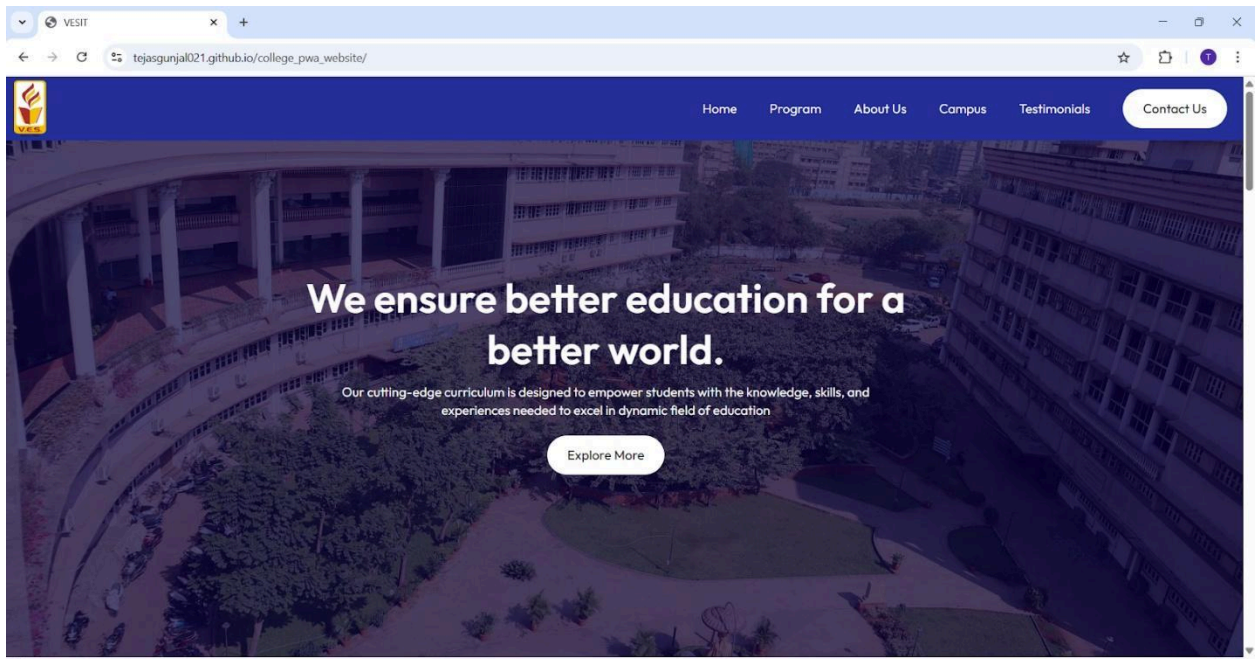 VESIT
tejasgunjal021.github.io/college_pwa_website/
T
V.E.S.
Home Program About Us Campus Testimonials Contact Us
We ensure better education for a
better world.
Our cutting-edge curriculum is designed to empower students with the knowledge, skills, and
experiences needed to excel in dynamic field of education
Explore More